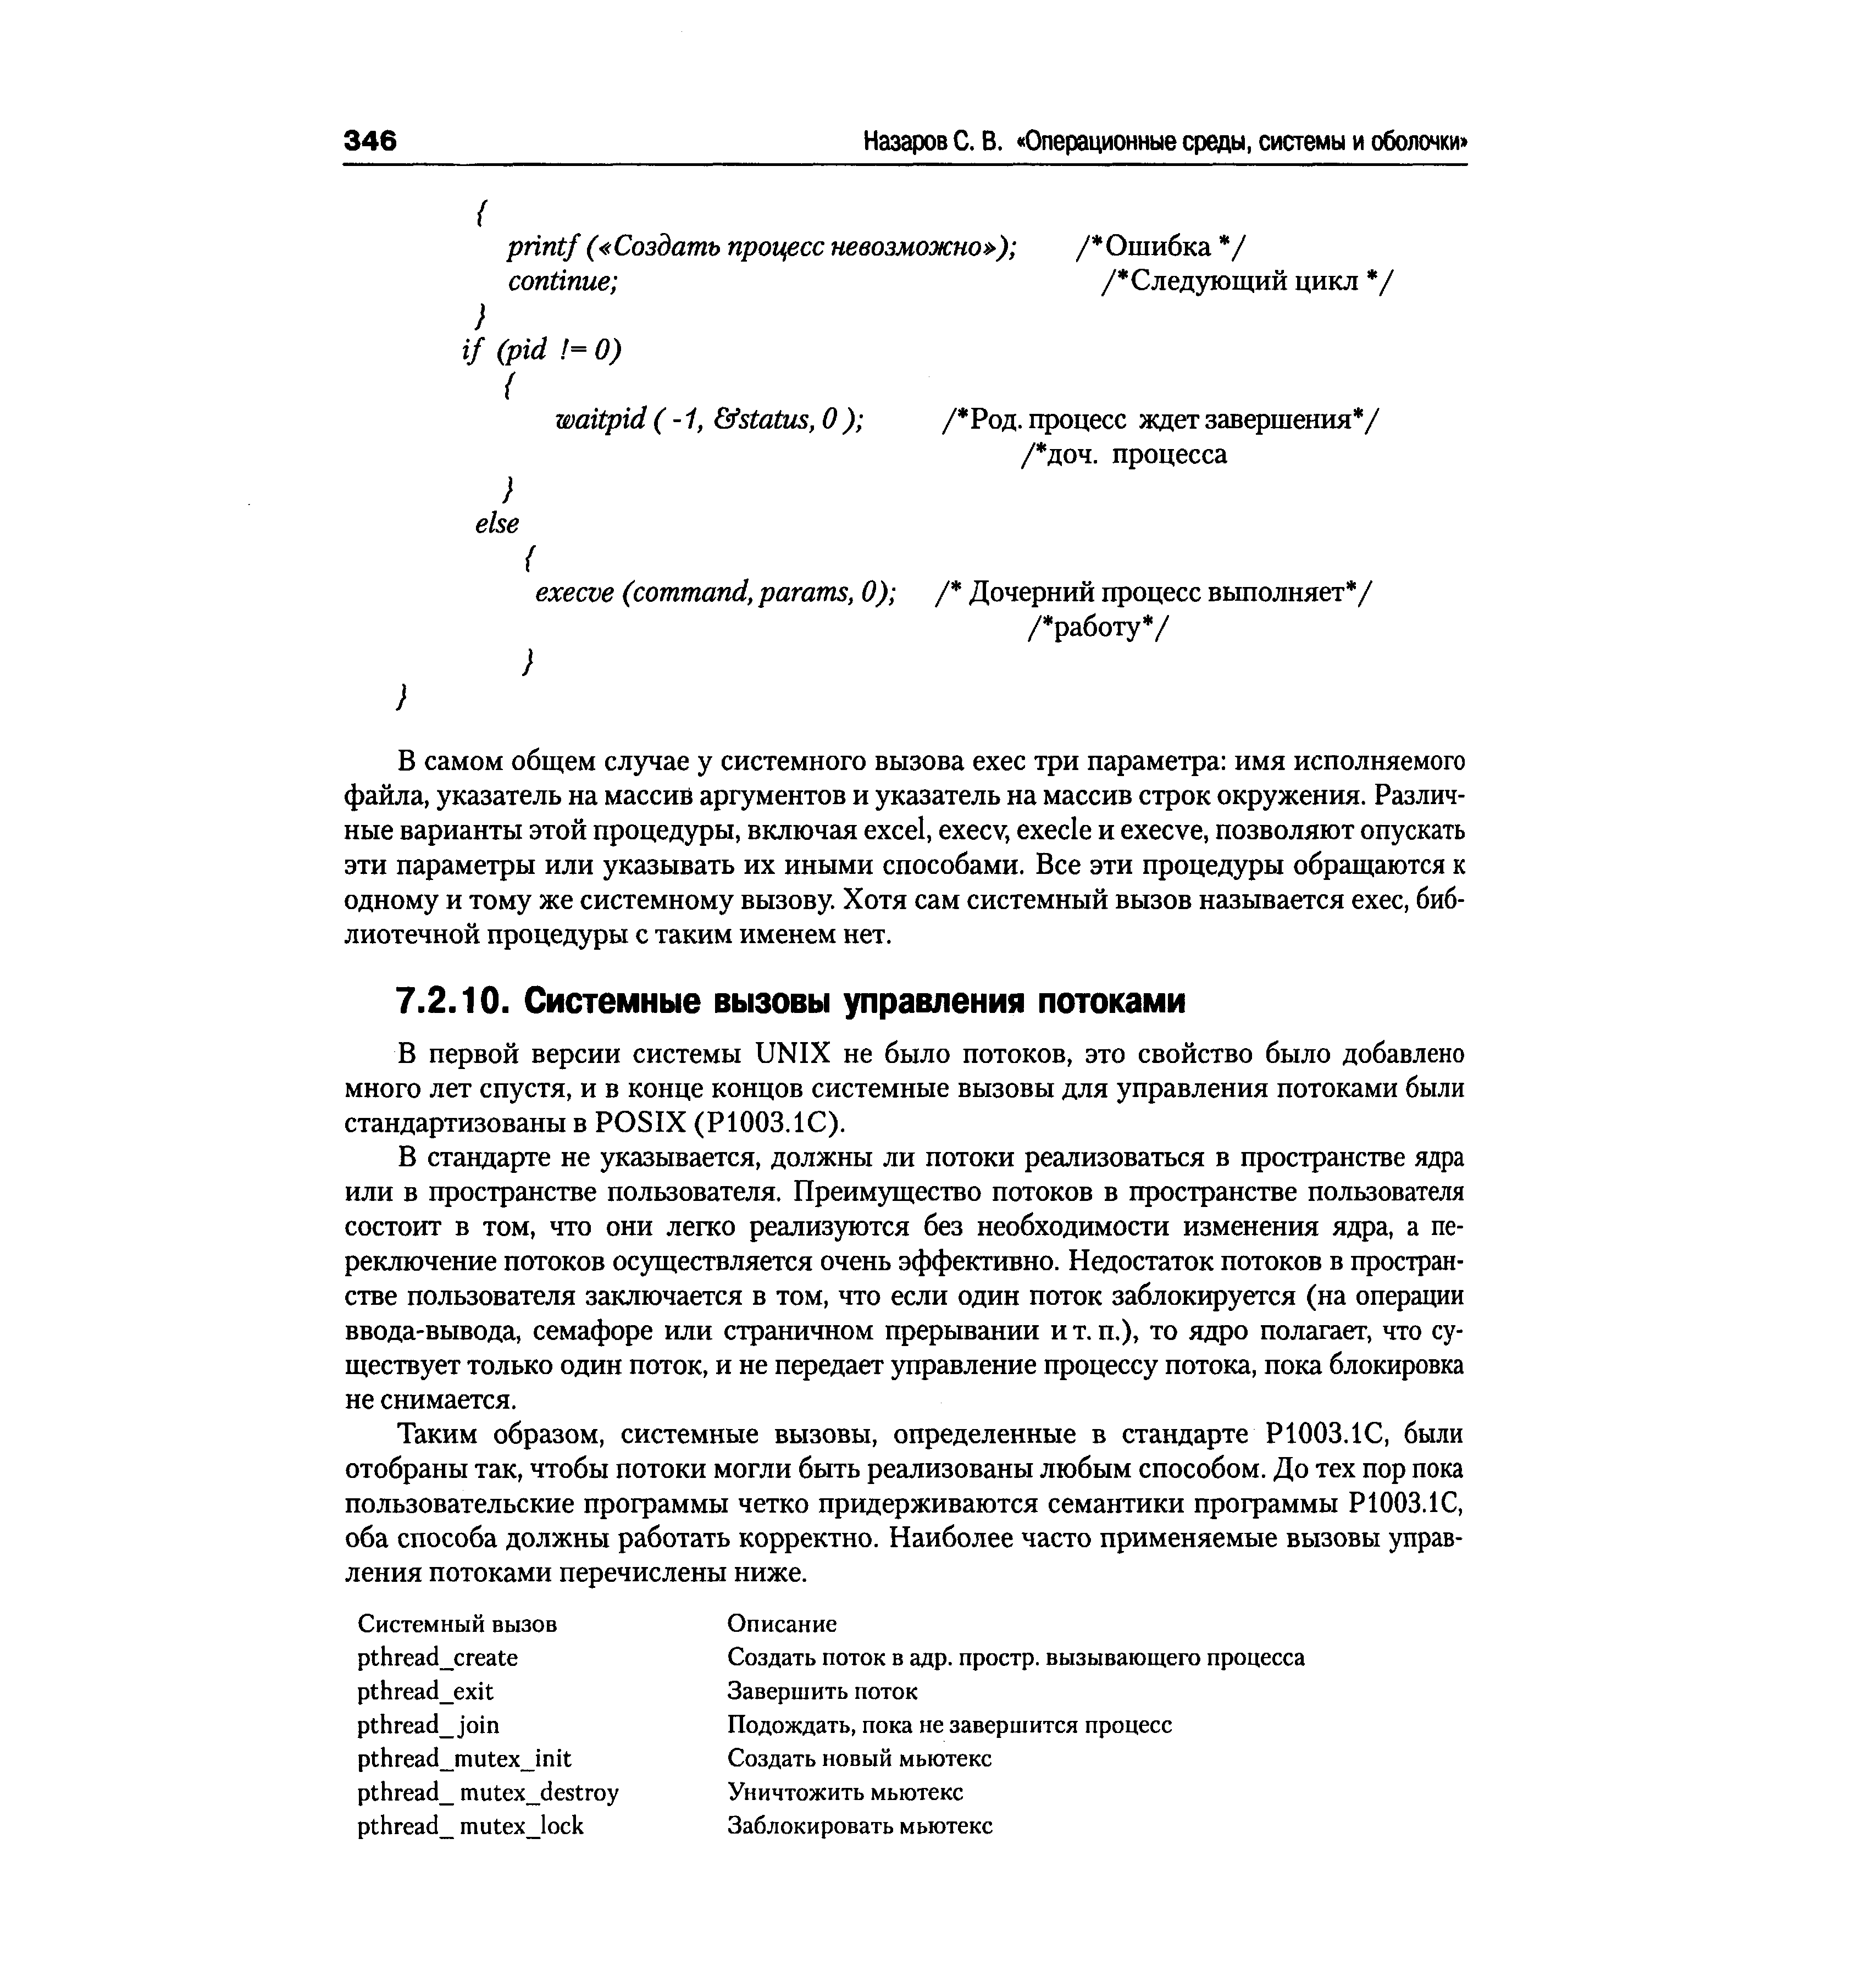 346 Назаров С. В. «Операционные среды, системы и оболочки»
{
printf («Создать процесс невозможно»); /*Ошибка */
continue; /*Следующий цикл */
}
if (pid != 0)
{
waitpid ( -1, &status, 0 ); /*Род. процесс ждет завершения*/
/*доч. процесса
}
else
{
execve (command, params, 0); /* Дочерний процесс выполняет*/
/*работу*/
}
}
В самом общем случае у системного вызова exec три параметра: имя исполняемого
файла, указатель на массив аргументов и указатель на массив строк окружения. Различ-
ные варианты этой процедуры, включая excel, execv, execle и execve, позволяют опускать
эти параметры или указывать их иными способами. Все эти процедуры обращаются к
одному и тому же системному вызову. Хотя сам системный вызов называется exec, биб-
лиотечной процедуры с таким именем нет.
7.2.10. Системные вызовы управления потоками
В первой версии системы UNIX не было потоков, это свойство было добавлено
много лет спустя, и в конце концов системные вызовы для управления потоками были
стандартизованы в POSIX (P1003.1C).
В стандарте не указывается, должны ли потоки реализоваться в пространстве ядра
или в пространстве пользователя. Преимущество потоков в пространстве пользователя
состоит в том, что они легко реализуются без необходимости изменения ядра, а пе-
реключение потоков осуществляется очень эффективно. Недостаток потоков в простран-
стве пользователя заключается в том, что если один поток заблокируется (на операции
ввода-вывода, семафоре или страничном прерывании и т. п.), то ядро полагает, что су-
ществует только один поток, и не передает управление процессу потока, пока блокировка
не снимается.
Таким образом, системные вызовы, определенные в стандарте P1003.1C, были
отобраны так, чтобы потоки могли быть реализованы любым способом. До тех пор пока
пользовательские программы четко придерживаются семантики программы P1003.1C,
оба способа должны работать корректно. Наиболее часто применяемые вызовы управ-
ления потоками перечислены ниже.
Системный вызов Описание
pthread_create Создать поток в адр. простр. вызывающего процесса
pthread_exit Завершить поток
pthread_join Подождать, пока не завершится процесс
pthread_mutex_init Создать новый мьютекс
pthread_ mutex_destroy Уничтожить мьютекс
pthread_ mutex_lock Заблокировать мьютекс